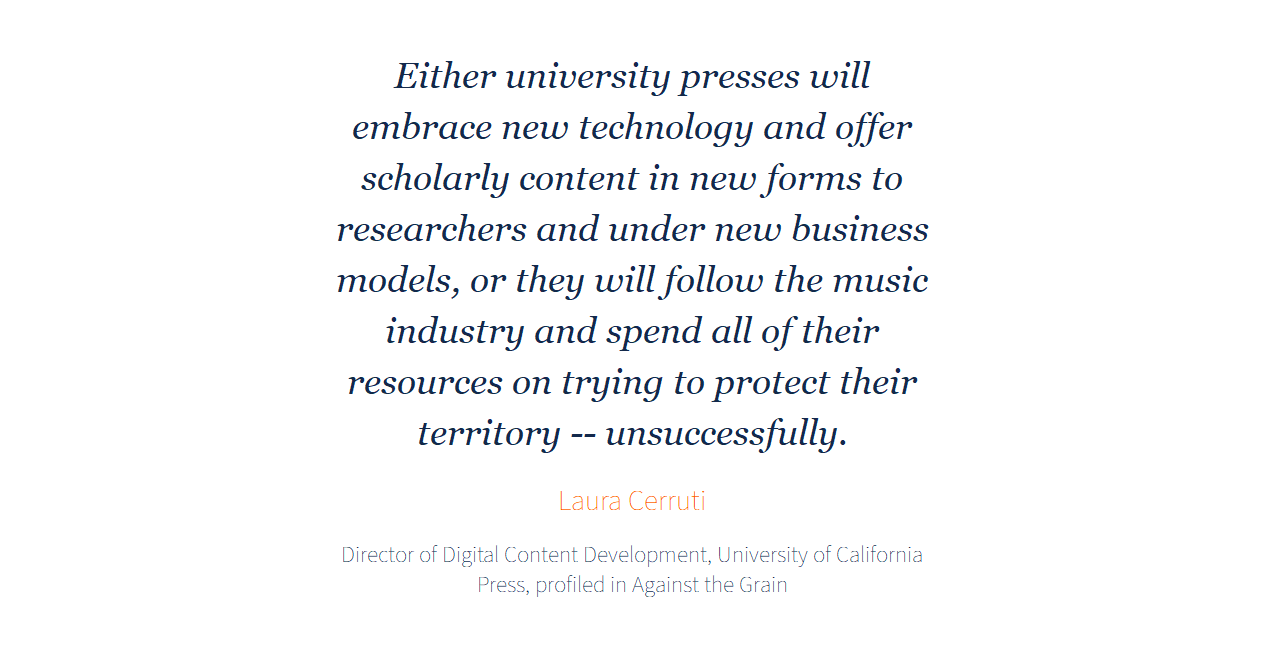 Either university presses will
embrace new technology and offer
scholarly content in new forms to
researchers and under new business
models, or they will follow the music
industry and spend all of their
resources on trying to protect their
territory -- unsuccessfully.
Laura Cerruti
Director of Digital Content Development, University of California
Press, profiled in Against the Grain